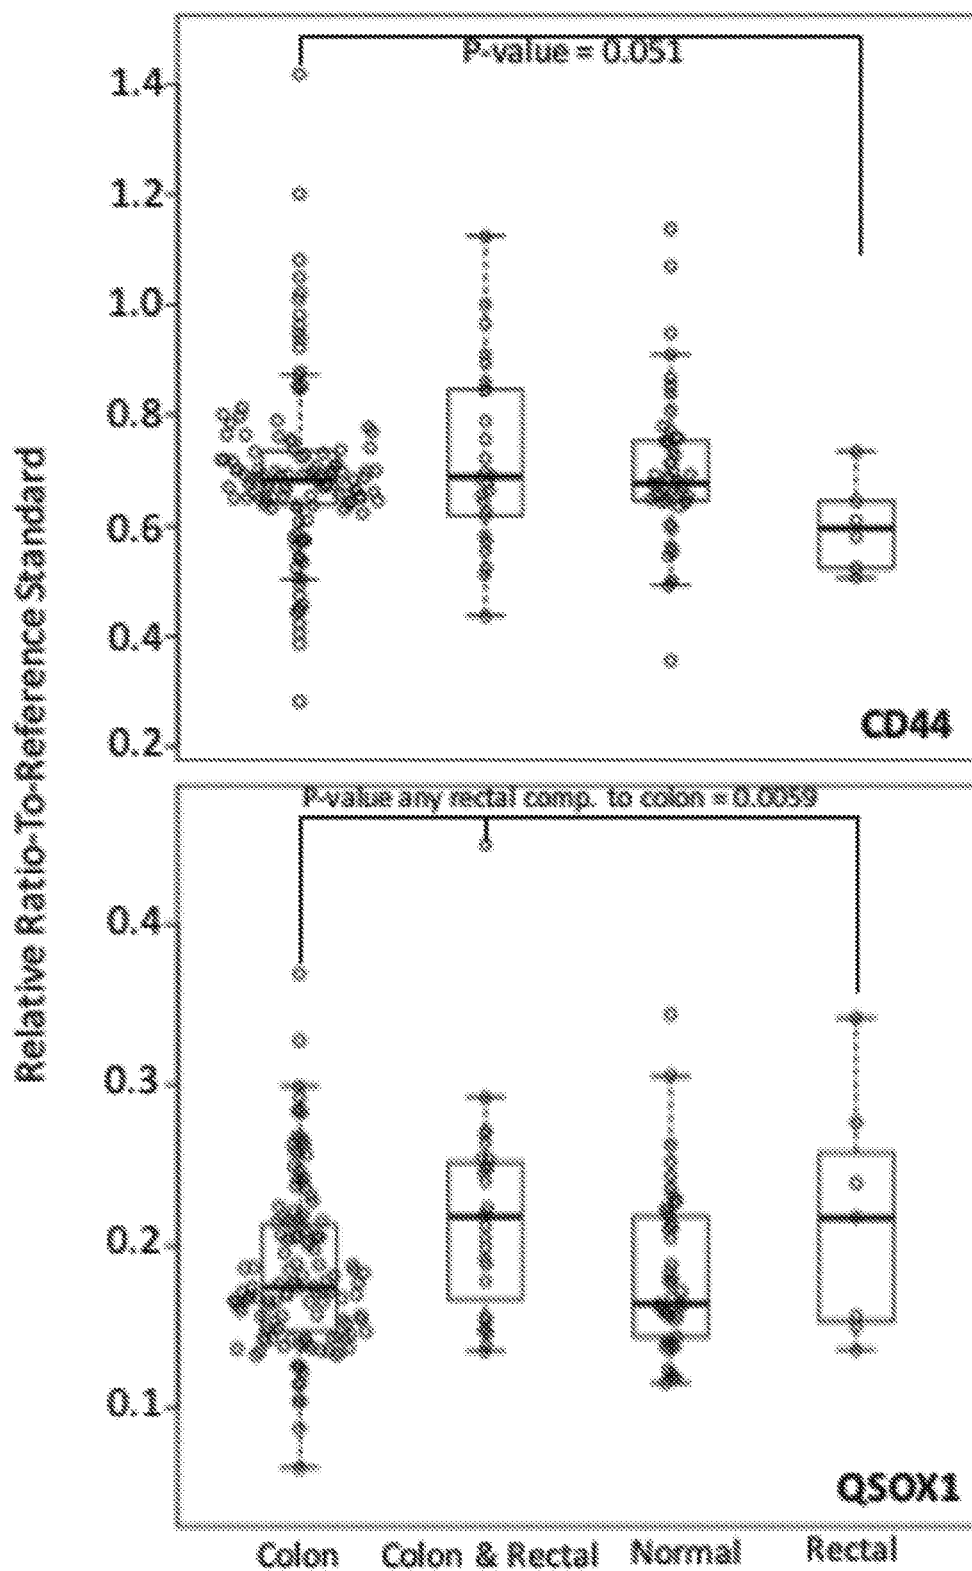 Relative Ratio-To-Reference Standard
P-value = 0.051
1.4
1.2
1.0
0.8
0.6
0.4
0.2
CD44
P-value any rectal comp. to colon = 0.0059
0.4
0.3
0.2
0.1
QSOX1
Colon Colon & Rectal Normal Rectal